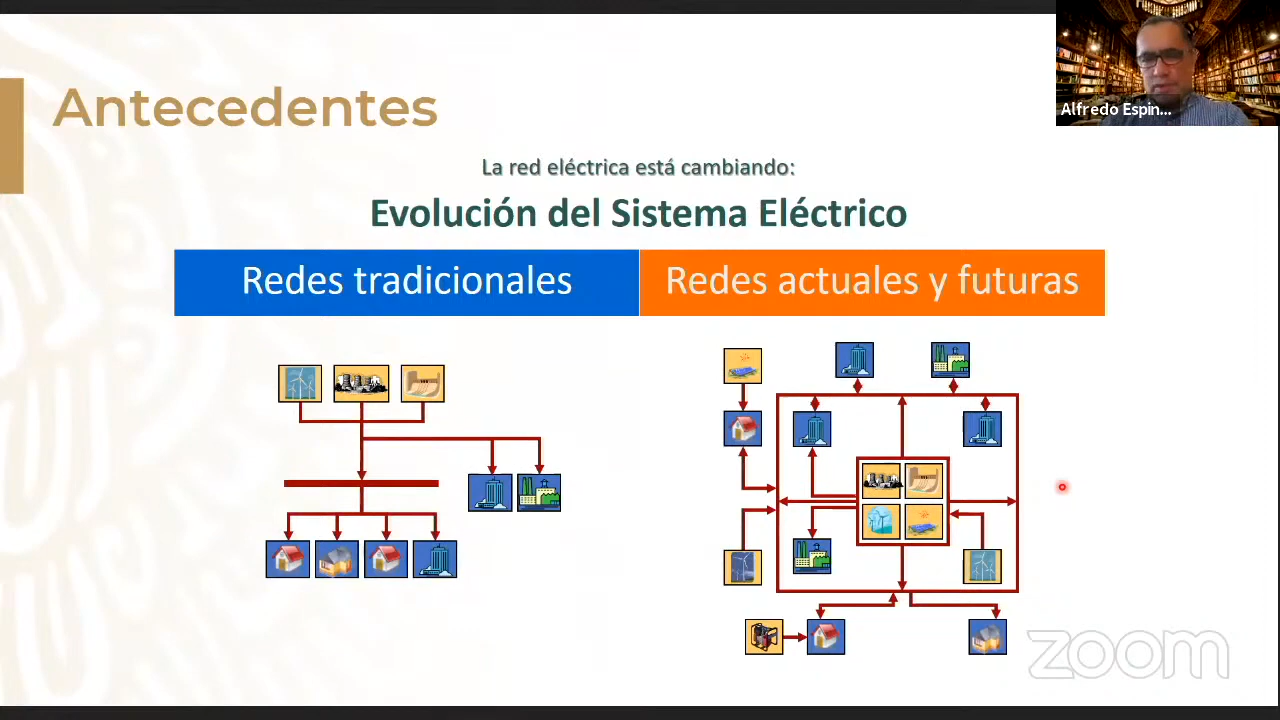 Alfredo Espin...
Antecedentes
La red eléctrica está cambiando:
Evolución del Sistema Eléctrico
Redes tradicionales
Redes actuales y futuras
zoom